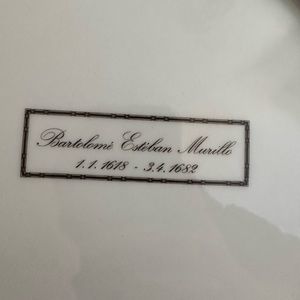 Bartolomé Estéban Murillo
1.1.1618 - 3.4.1682